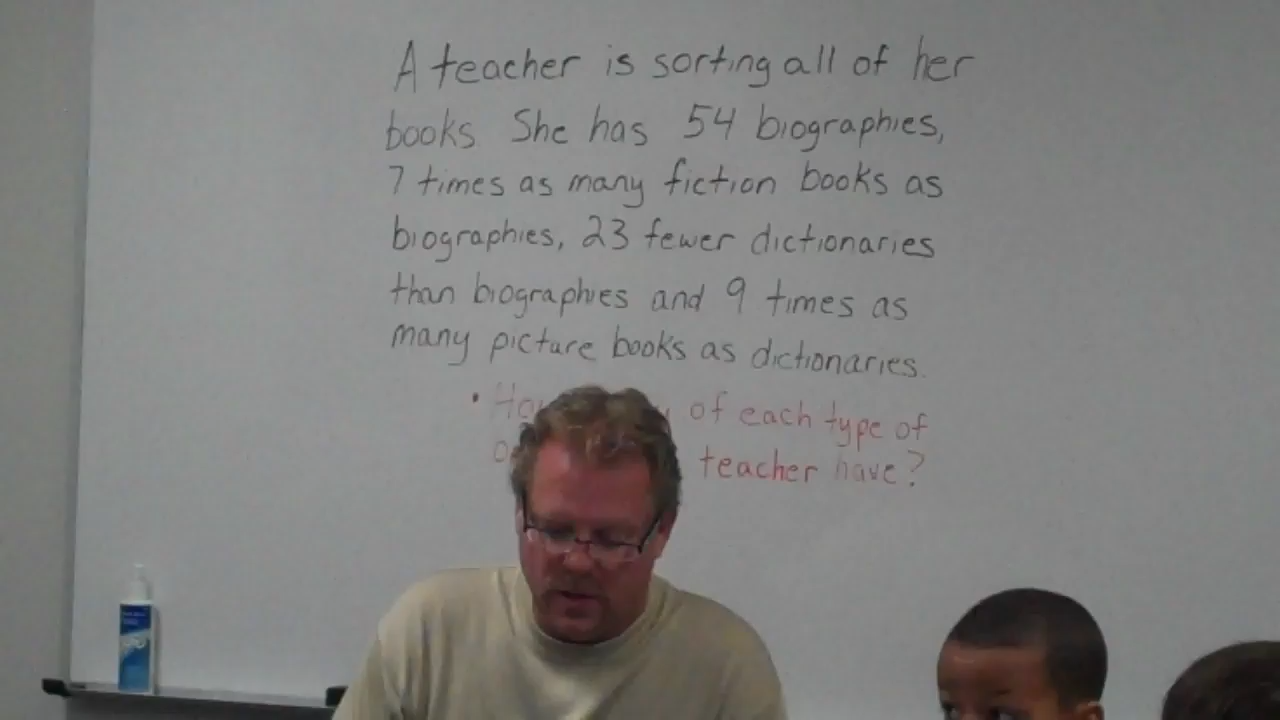 A teacher is sorting all of her
books She has 54 biographies,
7 times as many fiction books as
biographies, 23 fewer dictionaries
than biographies and 9 times as
many picture books as dictionaries.
• of each type of
teacher have?